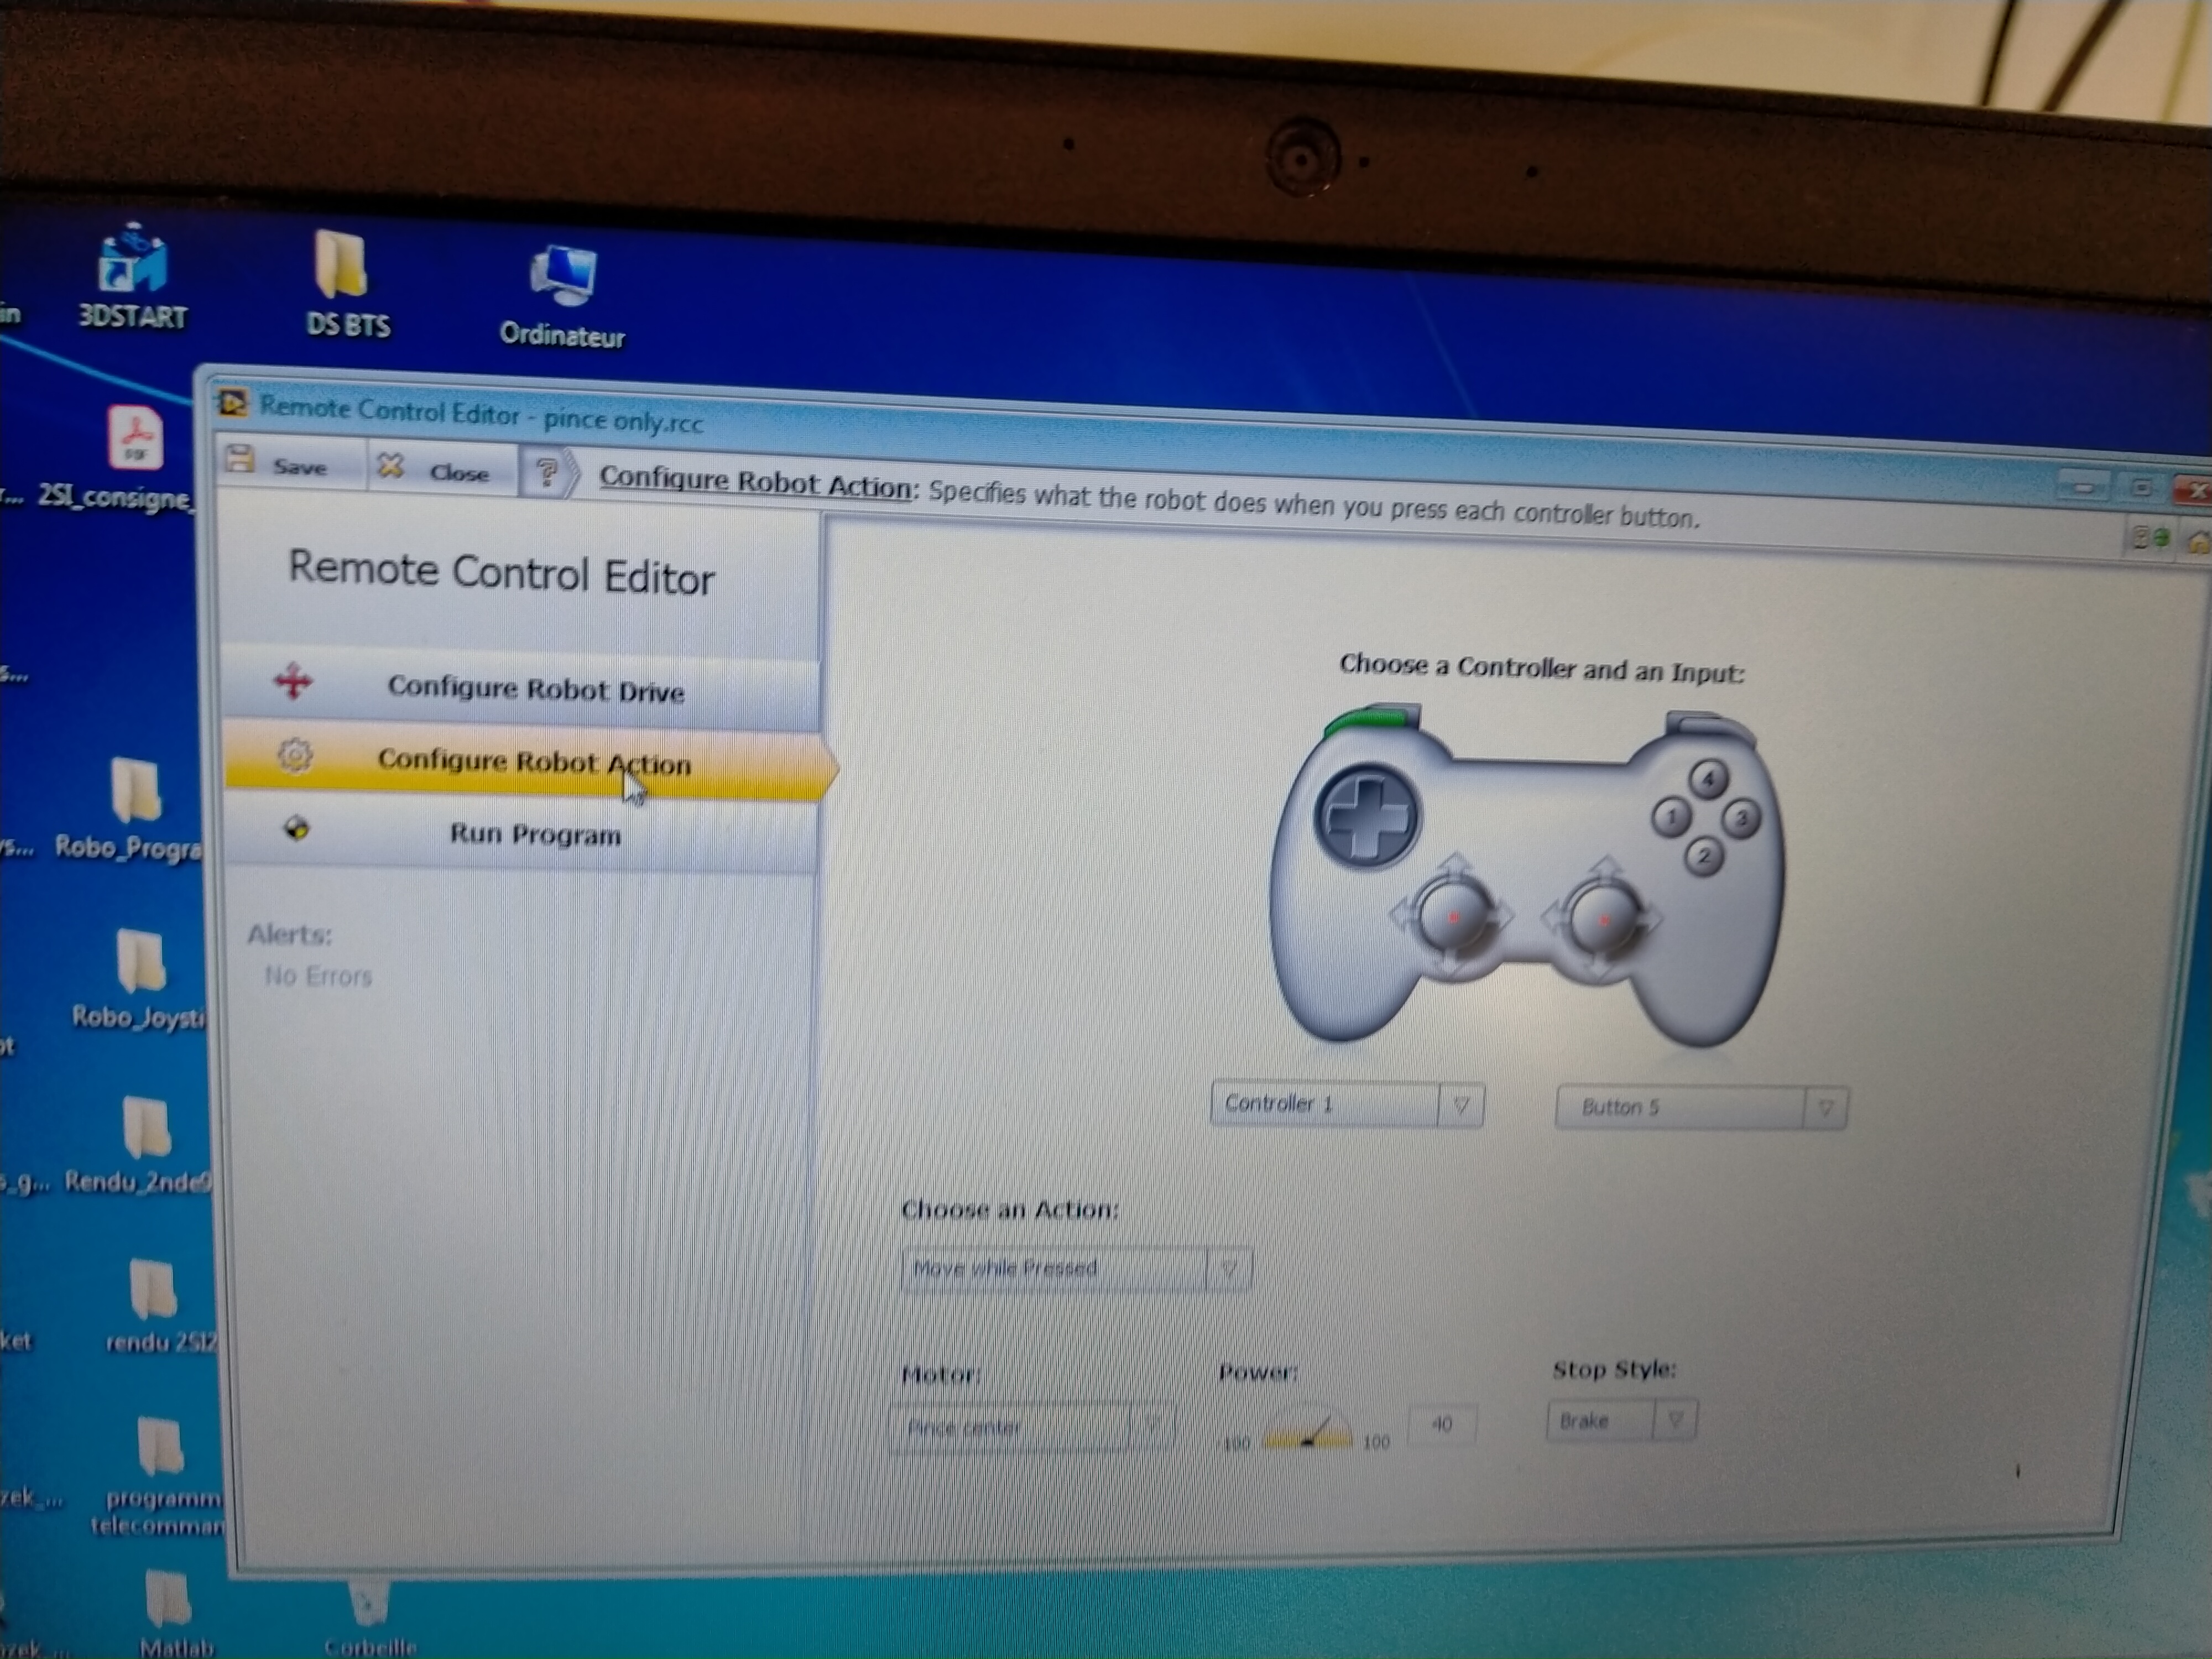 3DSTART
DS BTS
Ordinateur
2SI_consigne_
Robo_Progra
Robo_Joysti
Rendu_2nde9
rendu 2SI2
programm
telecomman
Matlab
Corbeille
Remote Control Editor - pince only.rcc
Save
Close
?
Configure Robot Action: Specifies what the robot does when you press each controller button.
Remote Control Editor
Configure Robot Drive
Configure Robot Action
Run Program
Alerts:
No Errors
Choose a Controller and an Input:
4
1
3
2
Controller 1
Button 5
Choose an Action:
Move while Pressed
Motor:
Power:
Stop Style:
Pince center
-100
100
40
Brake